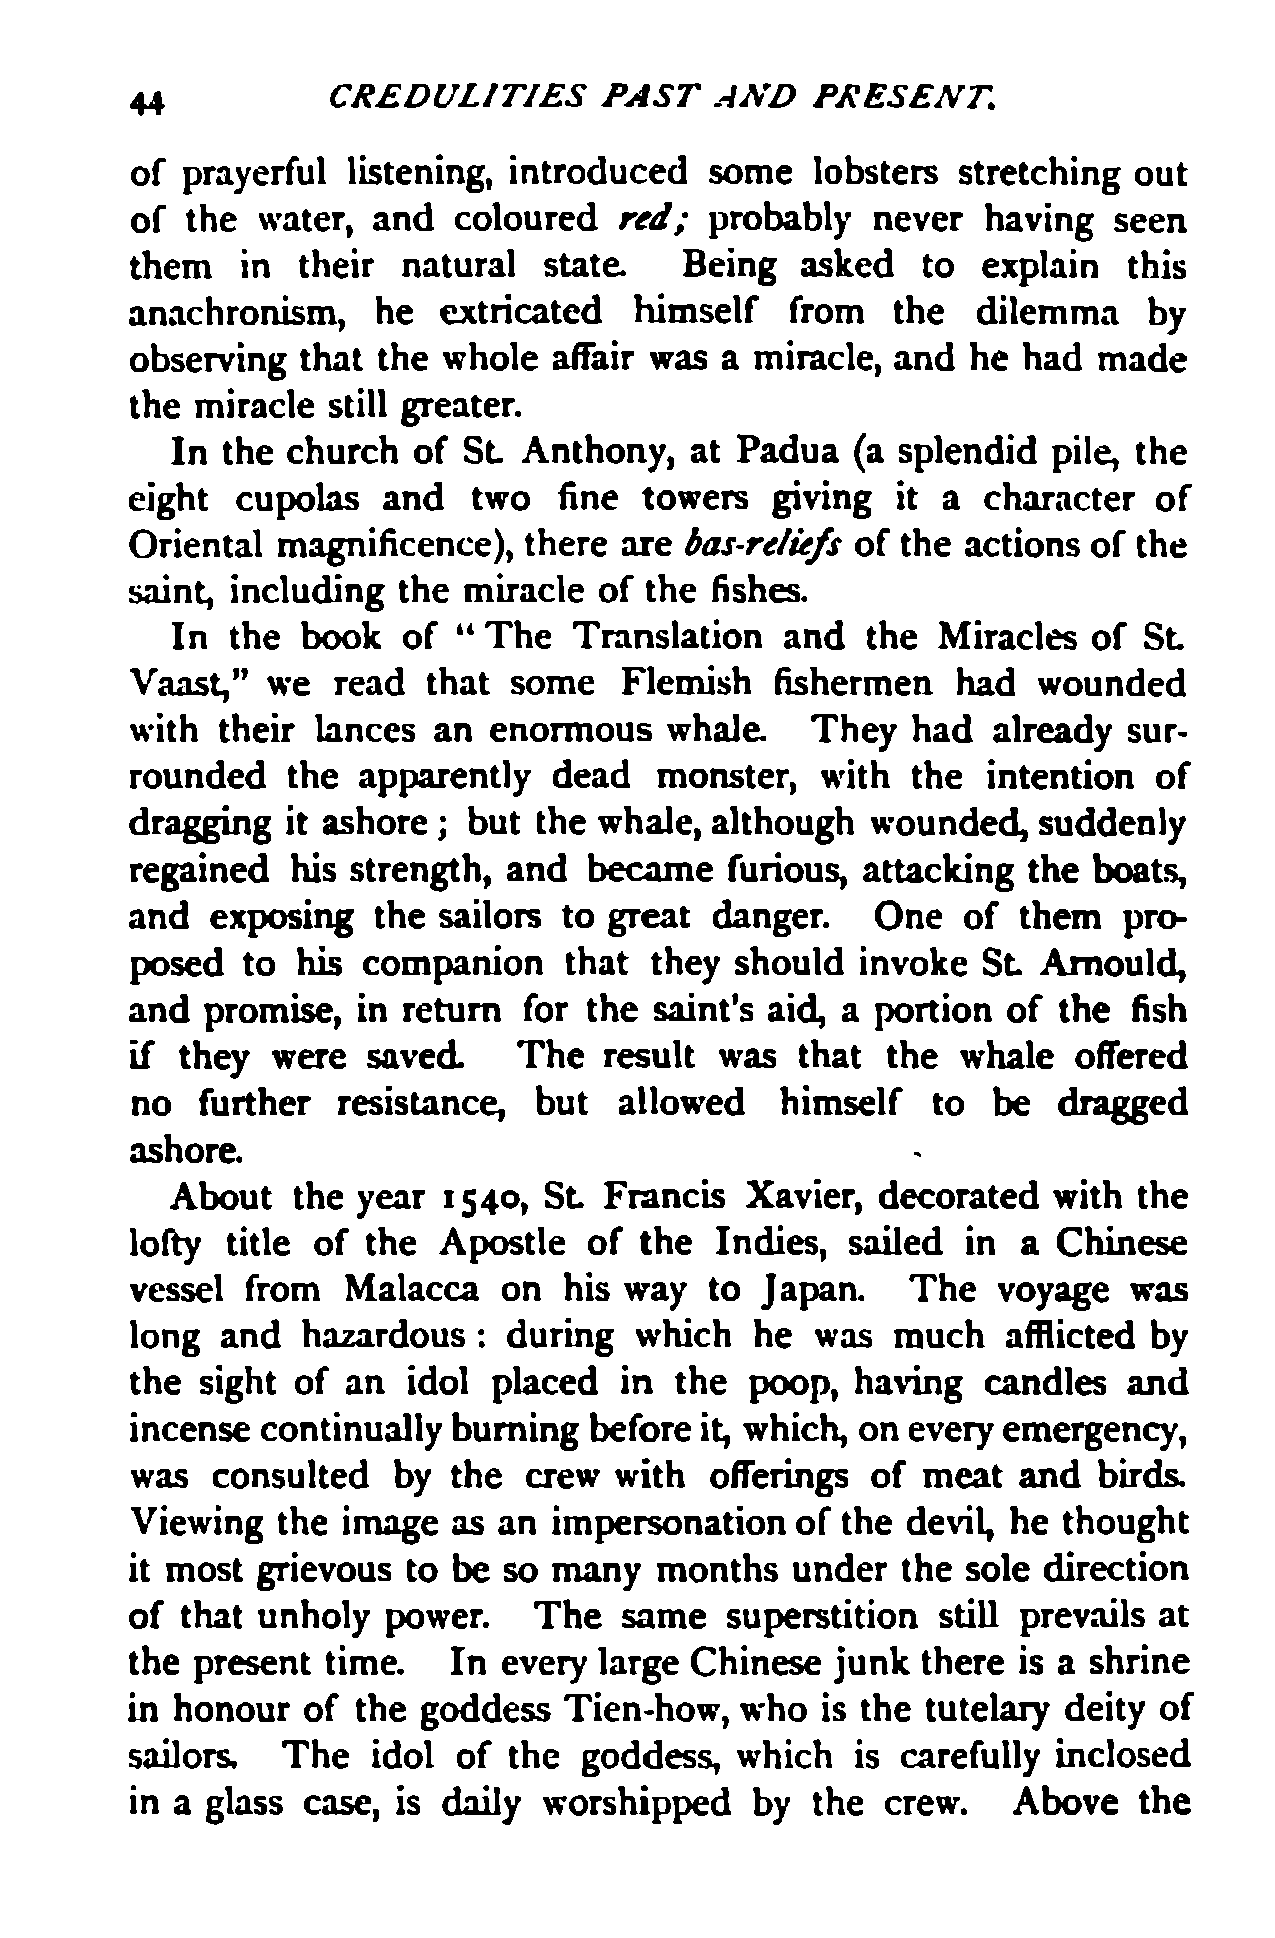 44 CREDULITIES PAST AND PRESENT.
of prayerful listening, introduced some lobsters stretching out
of the water, and coloured red; probably never having seen
them in their natural state. Being asked to explain this
anachronism, he extricated himself from the dilemma by
observing that the whole affair was a miracle, and he had made
the miracle still greater.
In the church of St. Anthony, at Padua (a splendid pile, the
eight cupolas and two fine towers giving it a character of
Oriental magnificence), there are bas-reliefs of the actions of the
saint, including the miracle of the fishes.
In the book of “The Translation and the Miracles of St.
Vaast,” we read that some Flemish fishermen had wounded
with their lances an enormous whale. They had already sur-
rounded the apparently dead monster, with the intention of
dragging it ashore; but the whale, although wounded, suddenly
regained his strength, and became furious, attacking the boats,
and exposing the sailors to great danger. One of them pro-
posed to his companion that they should invoke St. Arnould,
and promise, in return for the saint's aid, a portion of the fish
if they were saved. The result was that the whale offered
no further resistance, but allowed himself to be dragged
ashore.
About the year 1540, St. Francis Xavier, decorated with the
lofty title of the Apostle of the Indies, sailed in a Chinese
vessel from Malacca on his way to Japan. The voyage was
long and hazardous: during which he was much afflicted by
the sight of an idol placed in the poop, having candles and
incense continually burning before it, which, on every emergency,
was consulted by the crew with offerings of meat and birds.
Viewing the image as an impersonation of the devil, he thought
it most grievous to be so many months under the sole direction
of that unholy power. The same superstition still prevails at
the present time. In every large Chinese junk there is a shrine
in honour of the goddess Tien-how, who is the tutelary deity of
sailors. The idol of the goddess, which is carefully inclosed
in a glass case, is daily worshipped by the crew. Above the